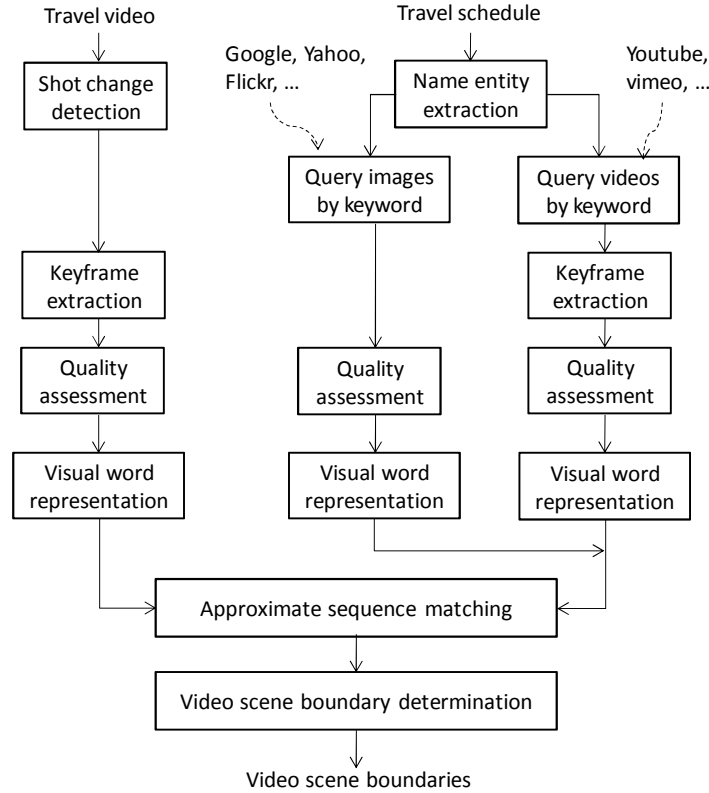 Travel video
Travel schedule
Google, Yahoo,
Flickr, ...
Youtube,
vimeo, ...
Shot change
detection
Name entity
extraction
Query images
by keyword
Query videos
by keyword
Keyframe
extraction
Keyframe
extraction
Quality
assessment
Quality
assessment
Quality
assessment
Visual word
representation
Visual word
representation
Visual word
representation
Approximate sequence matching
Video scene boundary determination
Video scene boundaries